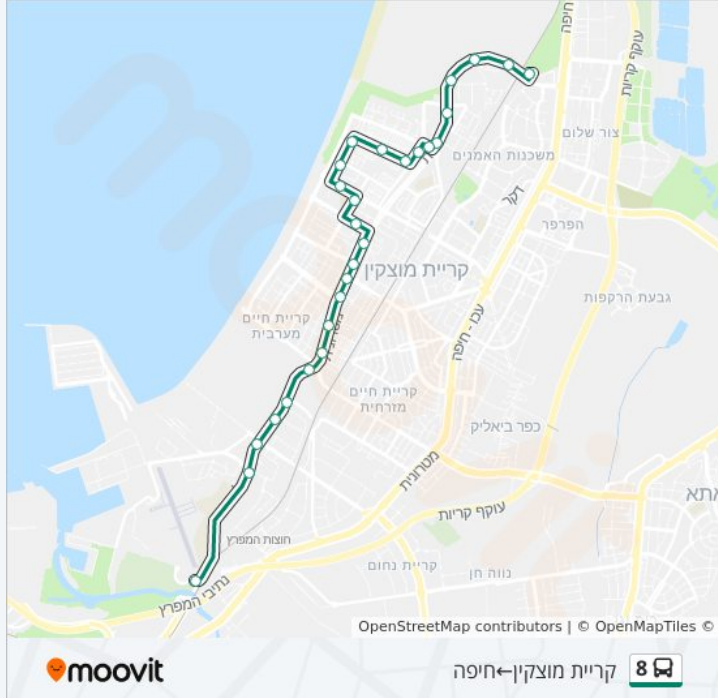 חיפה
עוקף קריות
צור שלום
משכנות האמנים
דקר
הפרפר
קריית מוצקין
גבעת הרקפות
קריית חיים
מערבית
עכו - חיפה
קריית חיים
מזרחית
כפר ביאליק
מטרונית
אתא
עוקף קריות
חוצות המפרץ
קריית נחום
נווה חן
נתיבי המפרץ
OpenStreetMap contributors | © OpenMapTiles ©
moovit
קריית מוצקין←חיפה
8